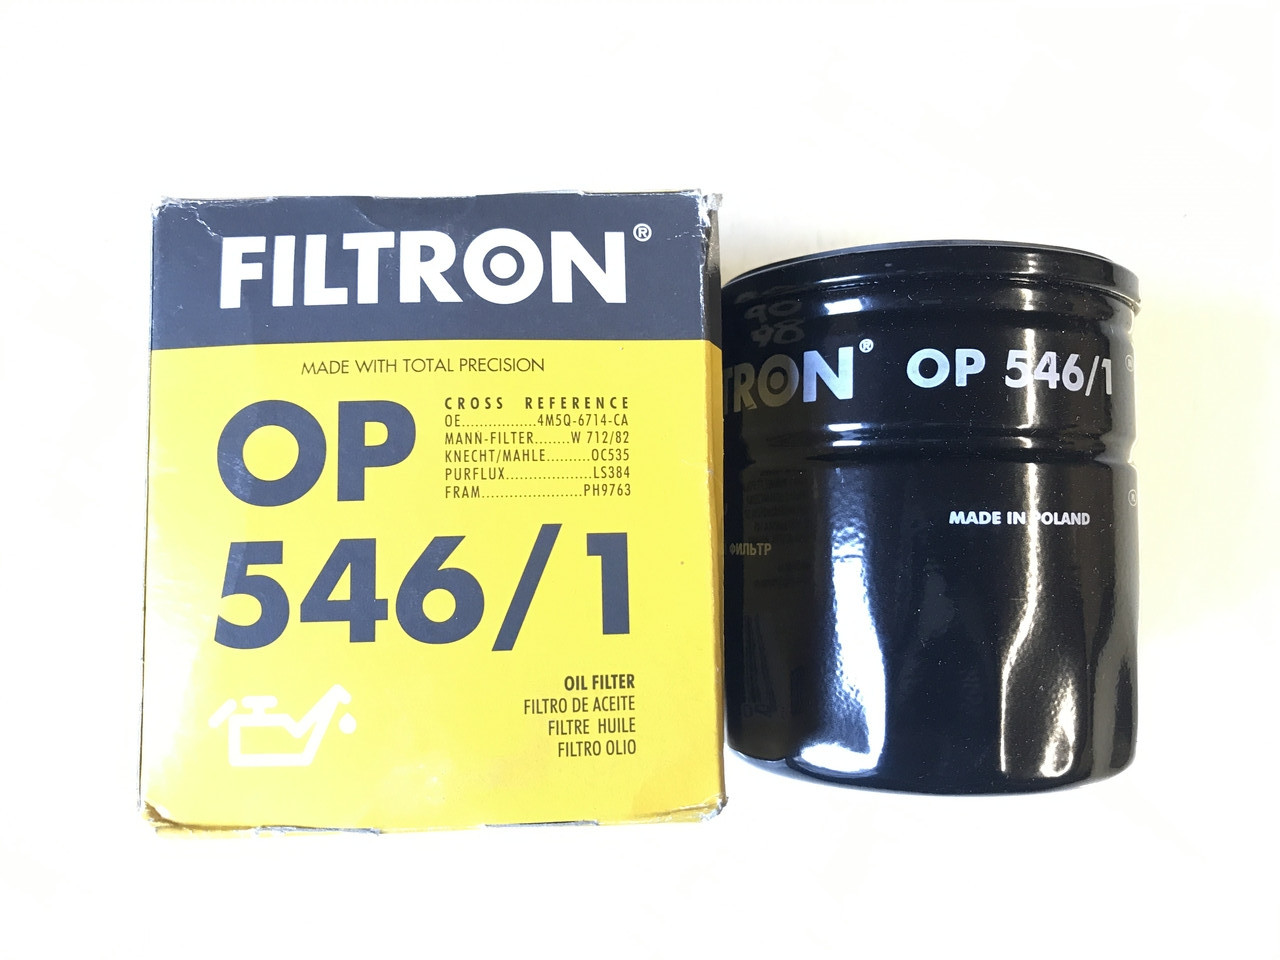 FILTRON®
MADE WITH TOTAL PRECISION
OP
546/1
CROSS REFERENCE
OE.................4M5Q-6714-CA
MANN-FILTER........W 712/82
KNECHT/MAHLE..........OC535
PURFLUX....................LS384
FRAM.......................PH9763
OIL FILTER
FILTRO DE ACEITE
FILTRE HUILE
FILTRO OLIO
TRON® OP 546/1
MADE IN POLAND
ФИЛЬТР